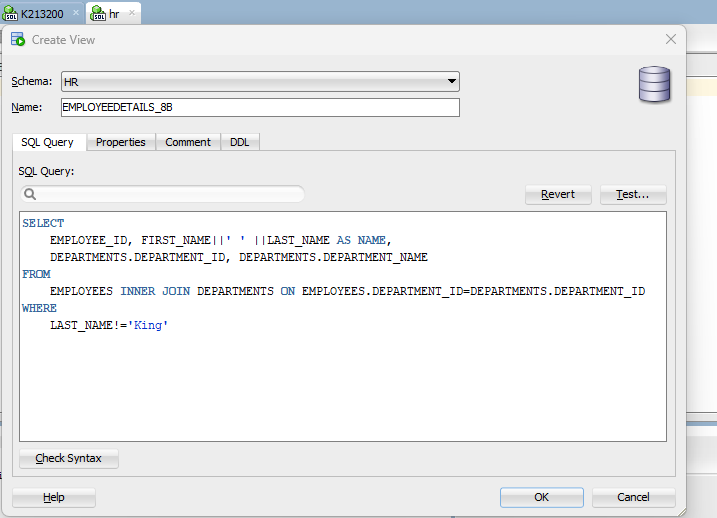 K213200 hr
Create View
Schema: HR
Name: EMPLOYEEDETAILS_8B
SQL Query Properties Comment DDL
SQL Query:
Revert Test...
SELECT
EMPLOYEE_ID, FIRST_NAME||' ' ||LAST_NAME AS NAME,
DEPARTMENTS.DEPARTMENT_ID, DEPARTMENTS.DEPARTMENT_NAME
FROM
EMPLOYEES INNER JOIN DEPARTMENTS ON EMPLOYEES.DEPARTMENT_ID=DEPARTMENTS.DEPARTMENT_ID
WHERE
LAST_NAME!='King'
Check Syntax
Help OK Cancel